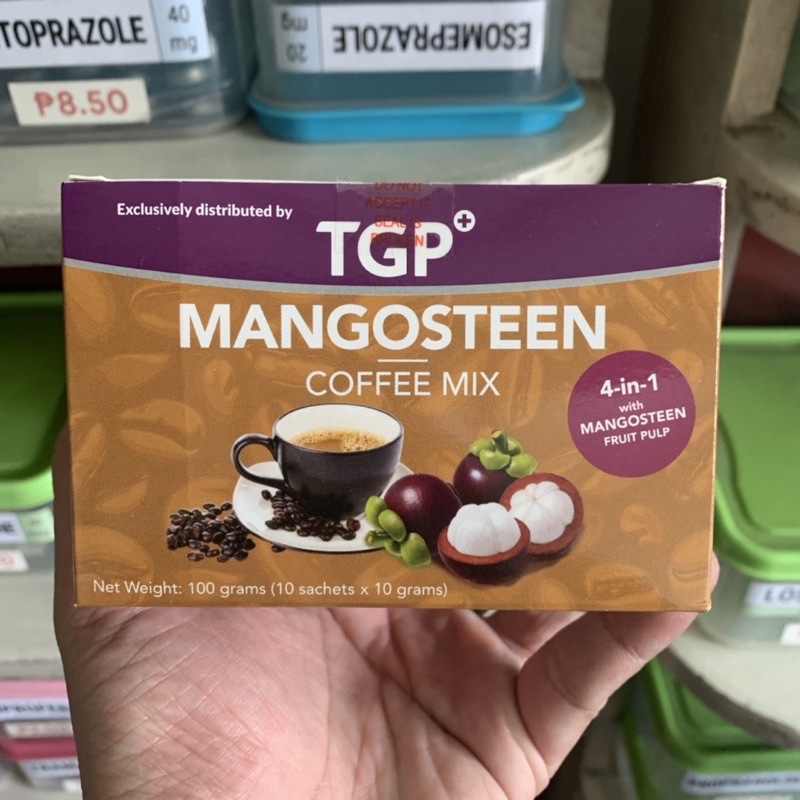 TOPRAZOLE
40
mg
₱8.50
ESOMEPRAZOLE
20
mg
DO NOT
ACCEPT IF
SEAL IS
BROKEN
Exclusively distributed by
TGP+
MANGOSTEEN
COFFEE MIX
4-in-1
with
MANGOSTEEN
FRUIT PULP
Net Weight: 100 grams (10 sachets x 10 grams)